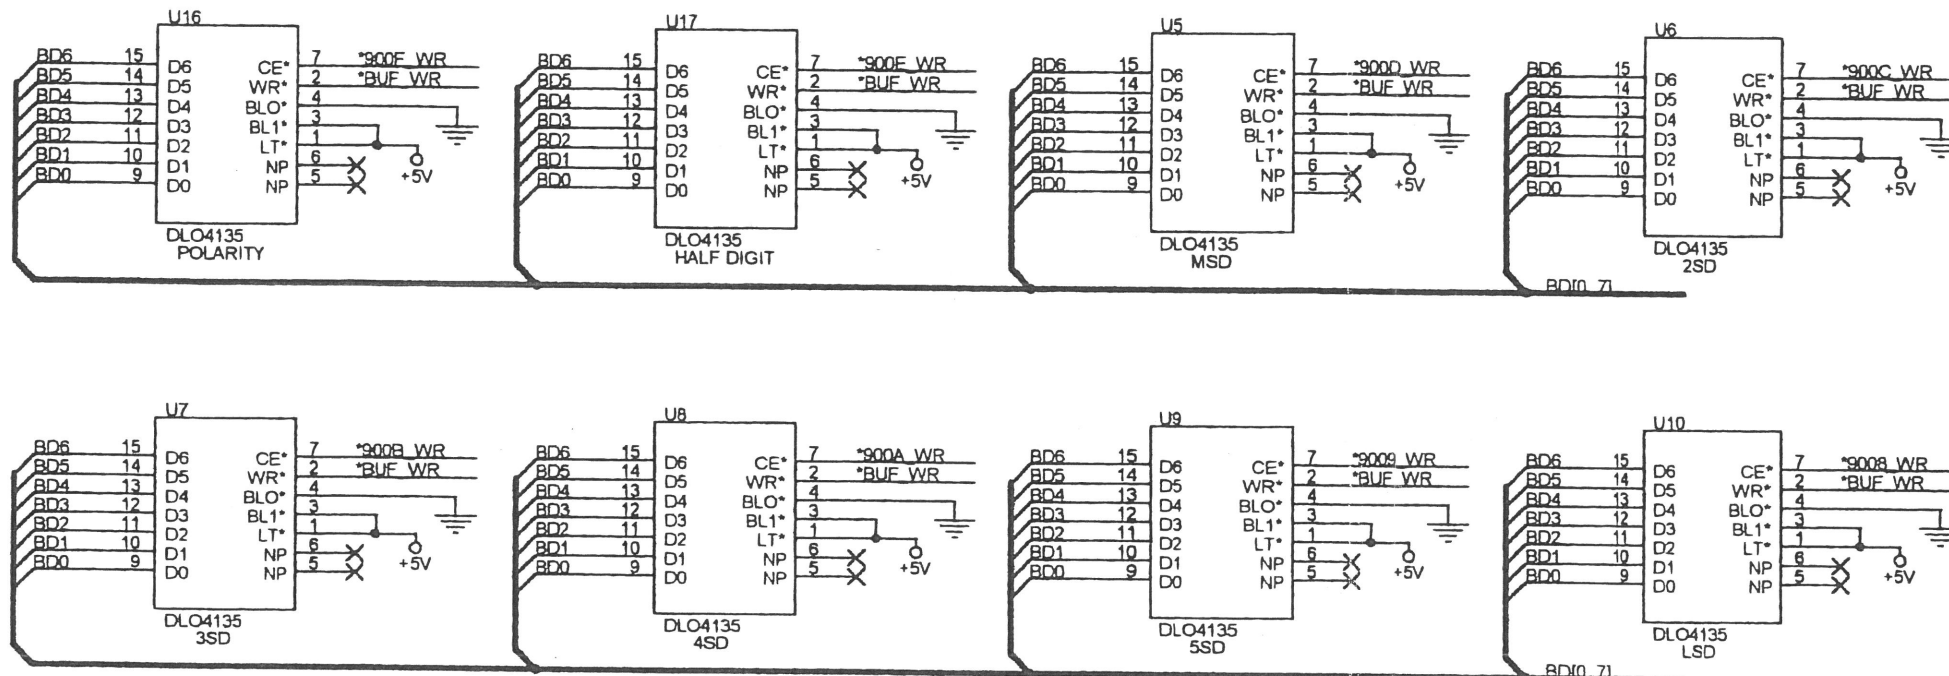 U16
BD6 15 D6 CE* 7 *900F_WR
BD5 14 D5 WR* 2 *BUF_WR
BD4 13 D4 BLO* 4
BD3 12 D3 BL1* 3
BD2 11 D2 LT* 1
BD1 10 D1 NP 6
BD0 9 D0 NP 5
+5V
DLO4135
POLARITY
U17
BD6 15 D6 CE* 7 *900E_WR
BD5 14 D5 WR* 2 *BUF_WR
BD4 13 D4 BLO* 4
BD3 12 D3 BL1* 3
BD2 11 D2 LT* 1
BD1 10 D1 NP 6
BD0 9 D0 NP 5
+5V
DLO4135
HALF DIGIT
U5
BD6 15 D6 CE* 7 *900D_WR
BD5 14 D5 WR* 2 *BUF_WR
BD4 13 D4 BLO* 4
BD3 12 D3 BL1* 3
BD2 11 D2 LT* 1
BD1 10 D1 NP 6
BD0 9 D0 NP 5
+5V
DLO4135
MSD
U6
BD6 15 D6 CE* 7 *900C_WR
BD5 14 D5 WR* 2 *BUF_WR
BD4 13 D4 BLO* 4
BD3 12 D3 BL1* 3
BD2 11 D2 LT* 1
BD1 10 D1 NP 6
BD0 9 D0 NP 5
+5V
DLO4135
2SD
BD[0..7]
U7
BD6 15 D6 CE* 7 *900B_WR
BD5 14 D5 WR* 2 *BUF_WR
BD4 13 D4 BLO* 4
BD3 12 D3 BL1* 3
BD2 11 D2 LT* 1
BD1 10 D1 NP 6
BD0 9 D0 NP 5
+5V
DLO4135
3SD
U8
BD6 15 D6 CE* 7 *900A_WR
BD5 14 D5 WR* 2 *BUF_WR
BD4 13 D4 BLO* 4
BD3 12 D3 BL1* 3
BD2 11 D2 LT* 1
BD1 10 D1 NP 6
BD0 9 D0 NP 5
+5V
DLO4135
4SD
U9
BD6 15 D6 CE* 7 *9009_WR
BD5 14 D5 WR* 2 *BUF_WR
BD4 13 D4 BLO* 4
BD3 12 D3 BL1* 3
BD2 11 D2 LT* 1
BD1 10 D1 NP 6
BD0 9 D0 NP 5
+5V
DLO4135
5SD
U10
BD6 15 D6 CE* 7 *9008_WR
BD5 14 D5 WR* 2 *BUF_WR
BD4 13 D4 BLO* 4
BD3 12 D3 BL1* 3
BD2 11 D2 LT* 1
BD1 10 D1 NP 6
BD0 9 D0 NP 5
+5V
DLO4135
LSD
BD[0..7]